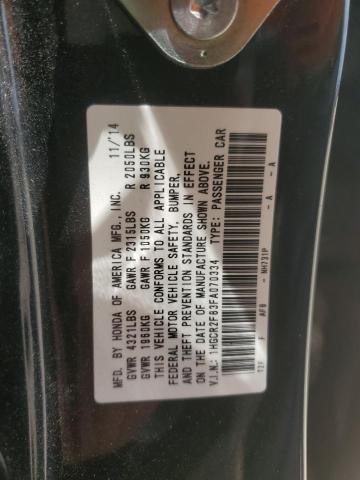 MFD. BY HONDA OF AMERICA MFG., INC. 11/'14
GVWR 4321LBS GAWR F 2315LBS R 2050LBS
GVWR 1960KG GAWR F 1050KG R 930KG
THIS VEHICLE CONFORMS TO ALL APPLICABLE
FEDERAL MOTOR VEHICLE SAFETY, BUMPER,
AND THEFT PREVENTION STANDARDS IN EFFECT
ON THE DATE OF MANUFACTURE SHOWN ABOVE.
V.I.N.: 1HGCR2F83FA070334 TYPE: PASSENGER CAR
T2F F AFB - NH731P - A - A